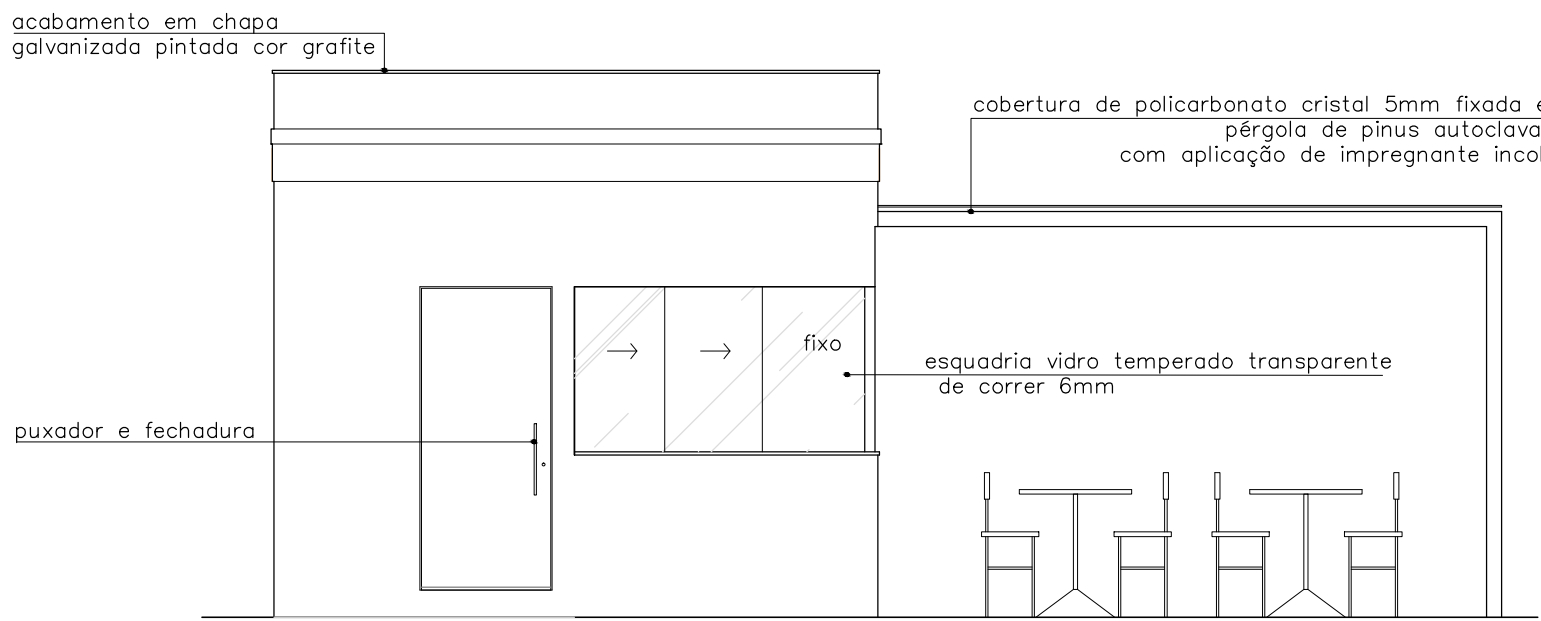 acabamento em chapa
galvanizada pintada cor grafite
cobertura de policarbonato cristal 5mm fixada
pérgola de pinus
com aplicação de impregnante
fixo
esquadria vidro temperado transparente
de correr 6mm
puxador e fechadura